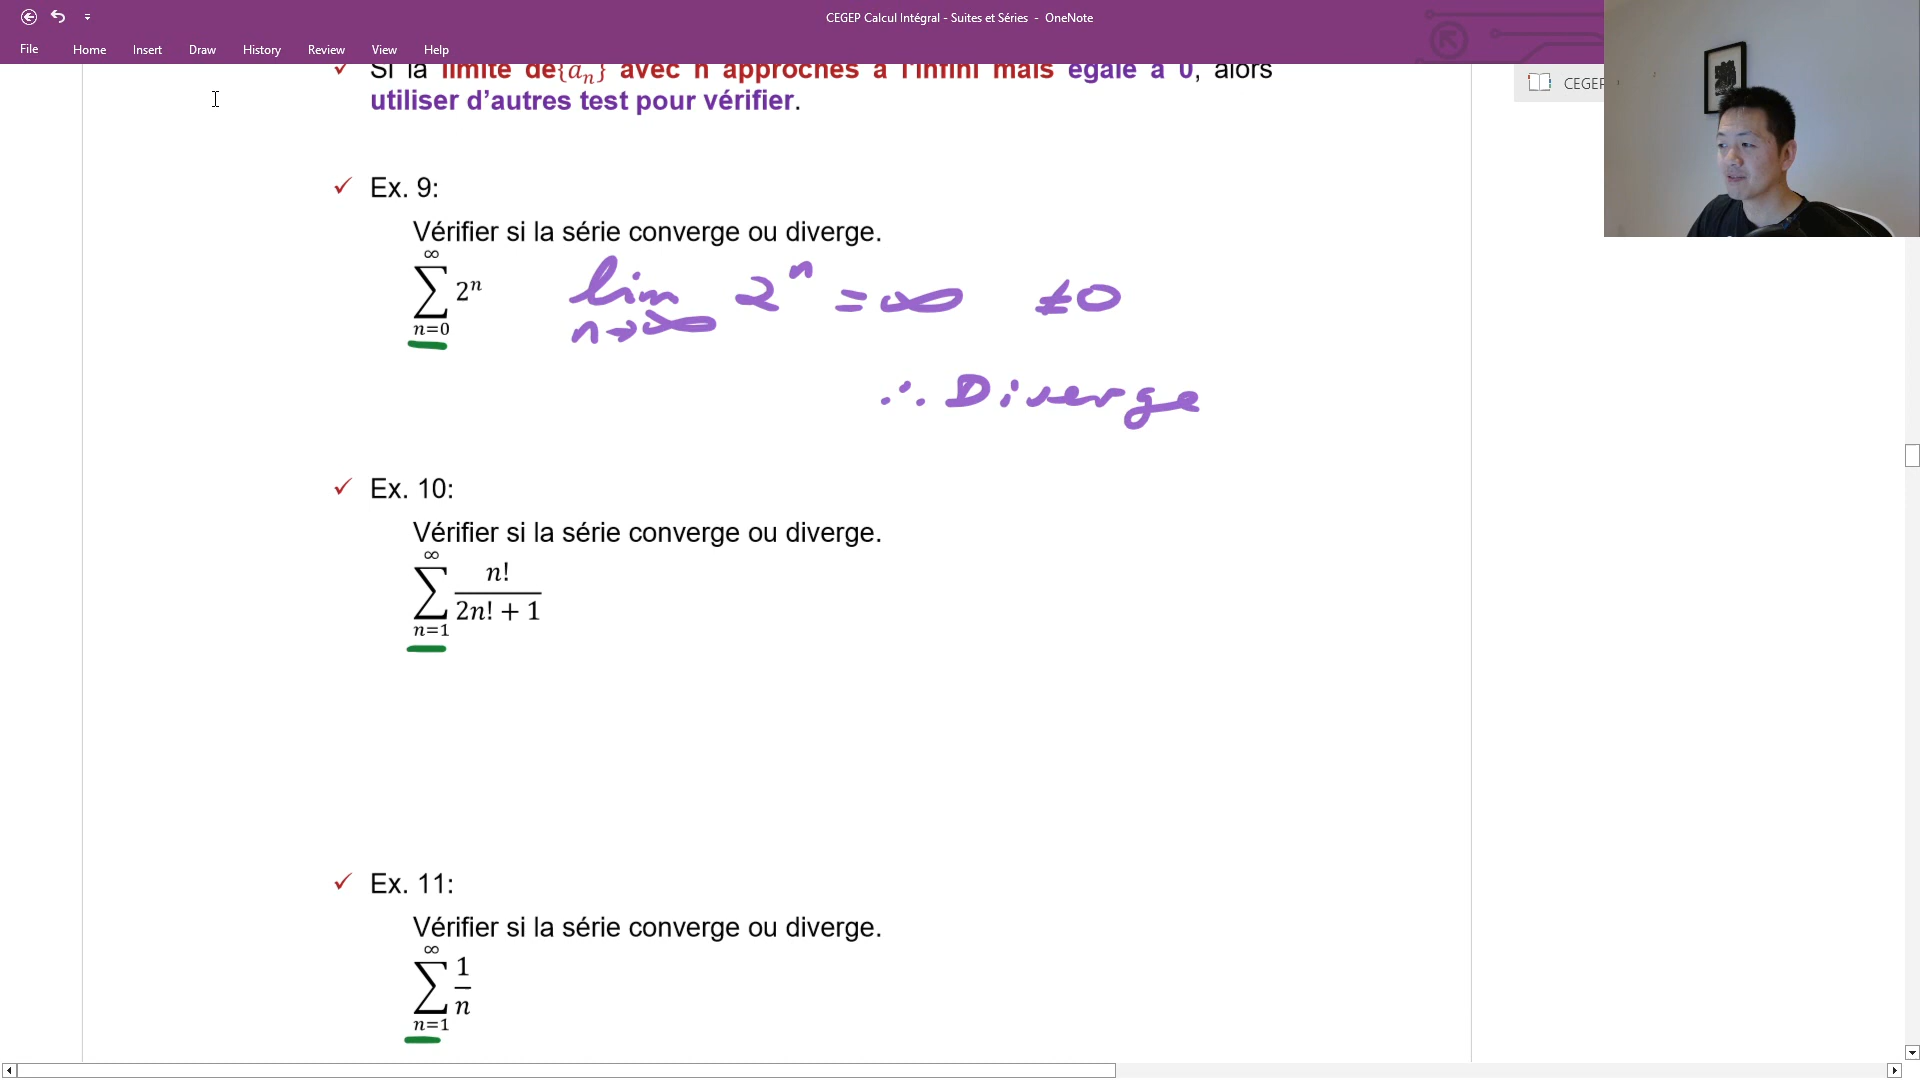 CEGEP Calcul Intégral - Suites et Séries - OneNote
File Home Insert Draw History Review View Help
CEGEP
Si la limite de{aₙ} avec n approches à l'infini mais égale à 0, alors
utiliser d'autres test pour vérifier.
Ex. 9:
Vérifier si la série converge ou diverge.
∞
∑ 2ⁿ
n=0
lim 2ⁿ = ∞ ≠0
n→∞
∴ Diverge
Ex. 10:
Vérifier si la série converge ou diverge.
∞
∑ n!/(2n! + 1)
n=1
Ex. 11:
Vérifier si la série converge ou diverge.
∞
∑ 1/n
n=1